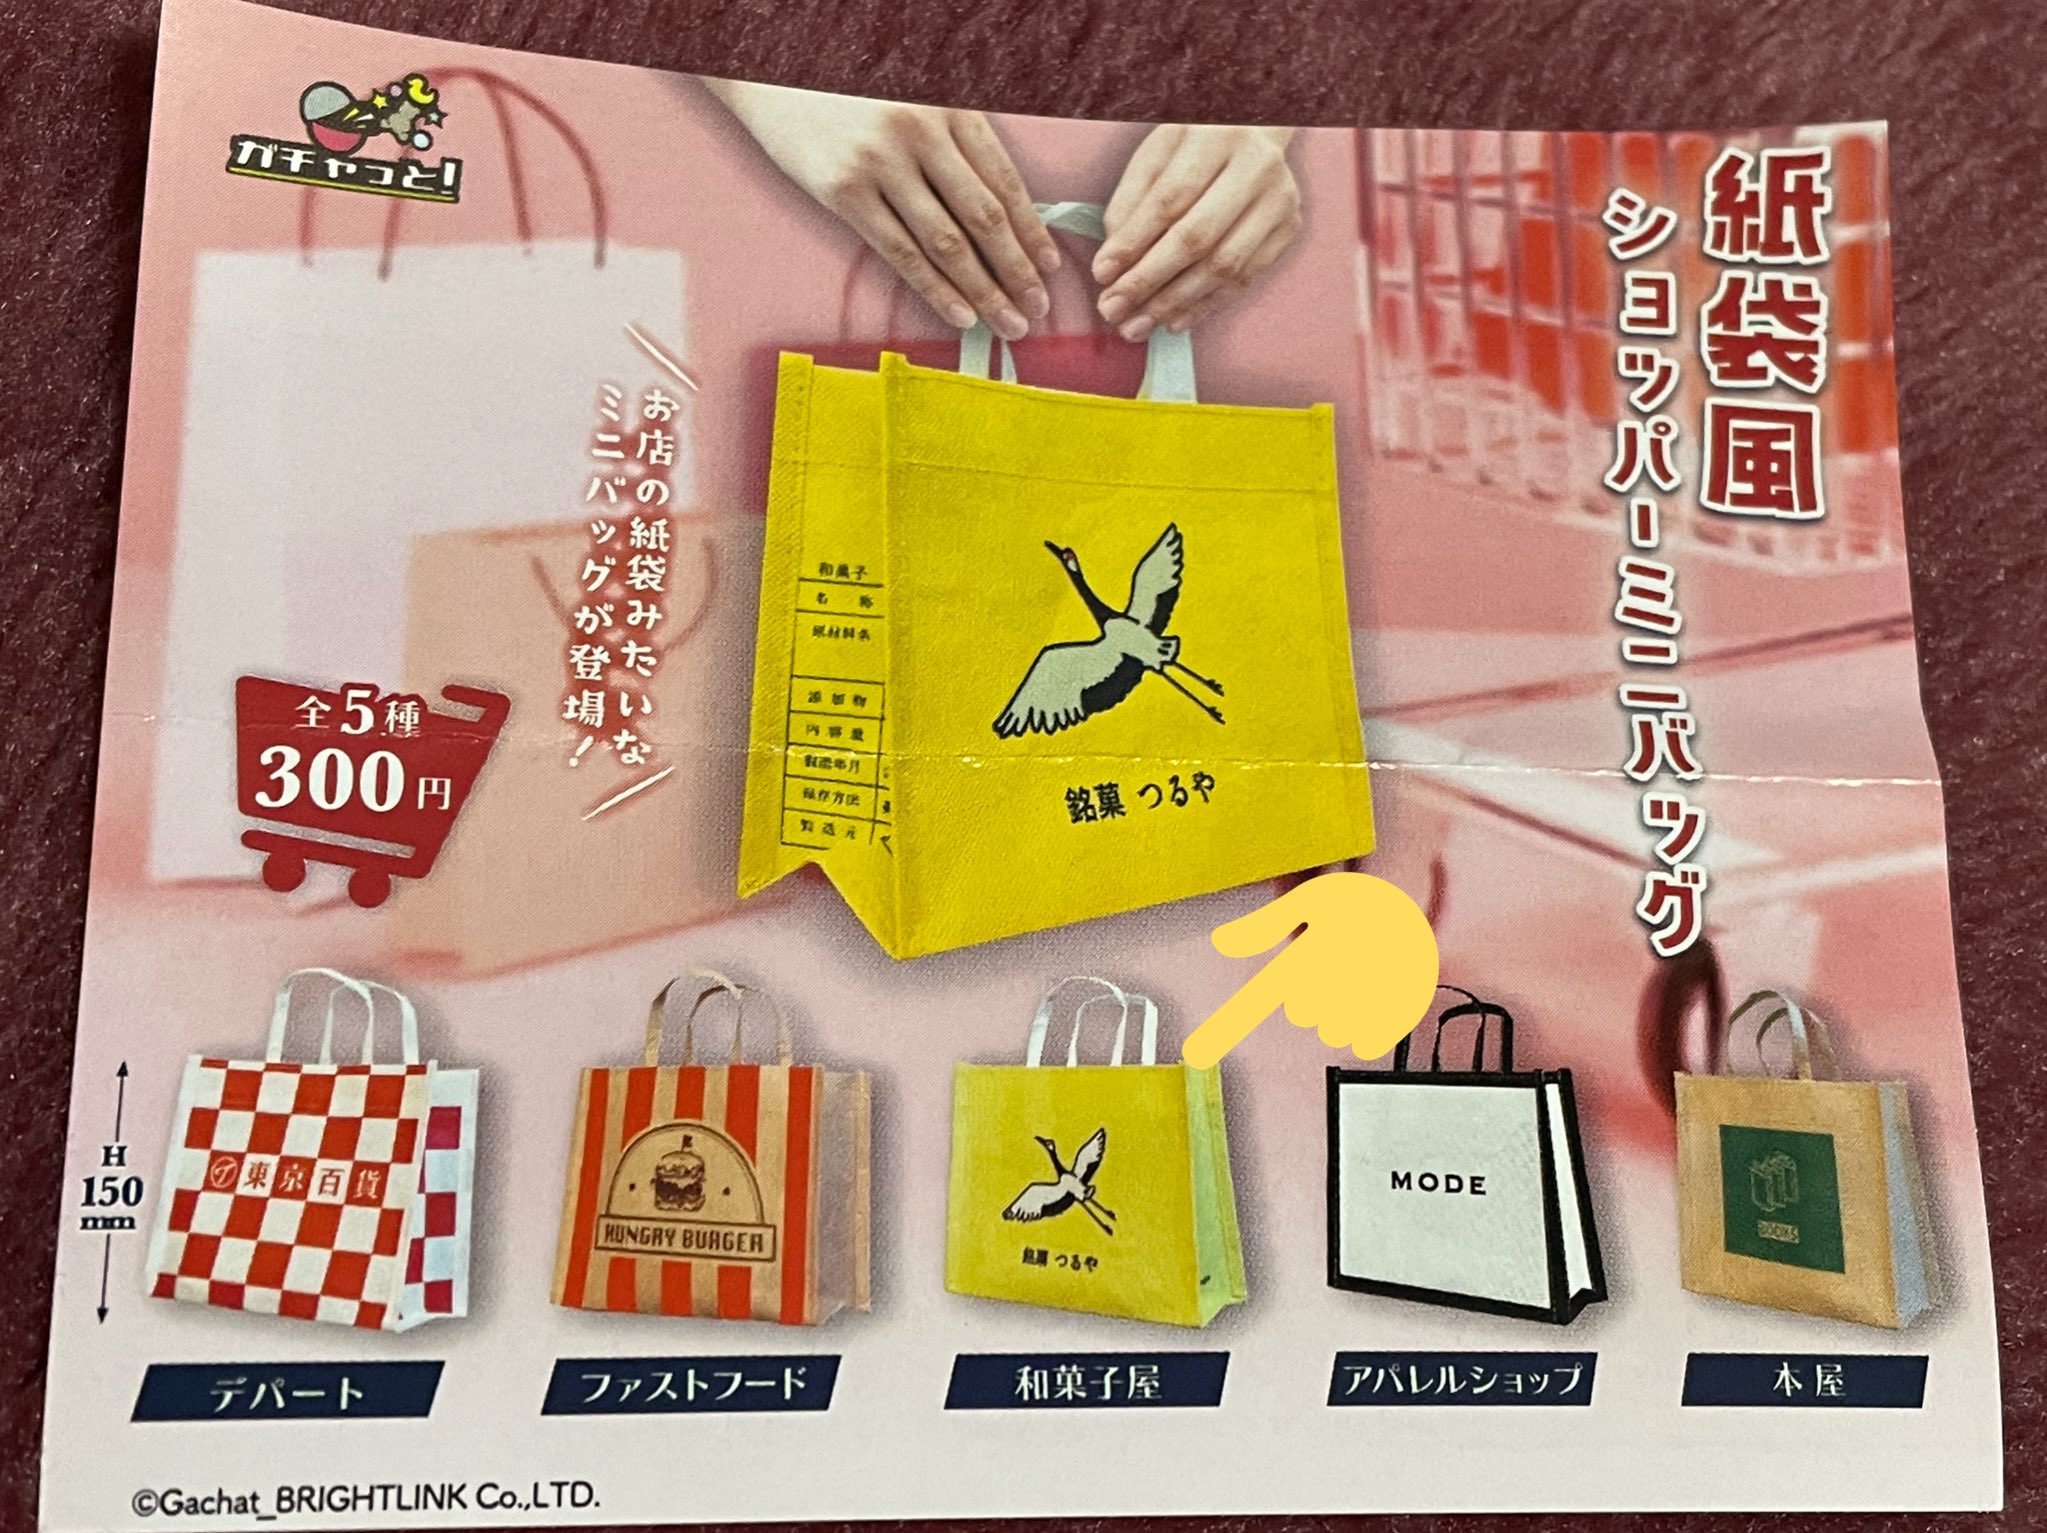 ガチャっと!
紙袋風
ショッパーミニバッグ
お店の紙袋みたいな
ミニバッグが登場!
全5種
300円
和菓子
名称
原材料名
添加物
内容量
製造年月
保存方法
製造元
銘菓 つるや
H
150
mm
東京百貨
HUNGRY BURGER
銘菓 つるや
MODE
BOOKS
デパート
ファストフード
和菓子屋
アパレルショップ
本屋
©Gachat_BRIGHTLINK Co.,LTD.